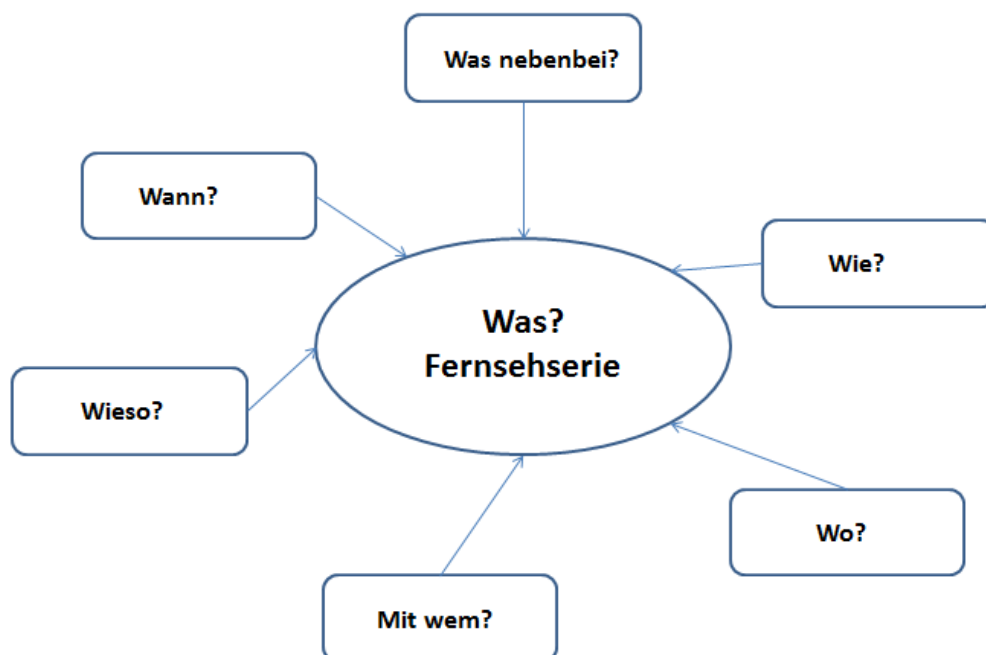 Was nebenbei?
Wann?
Wie?
Was?
Fernsehserie
Wieso?
Wo?
Mit wem?